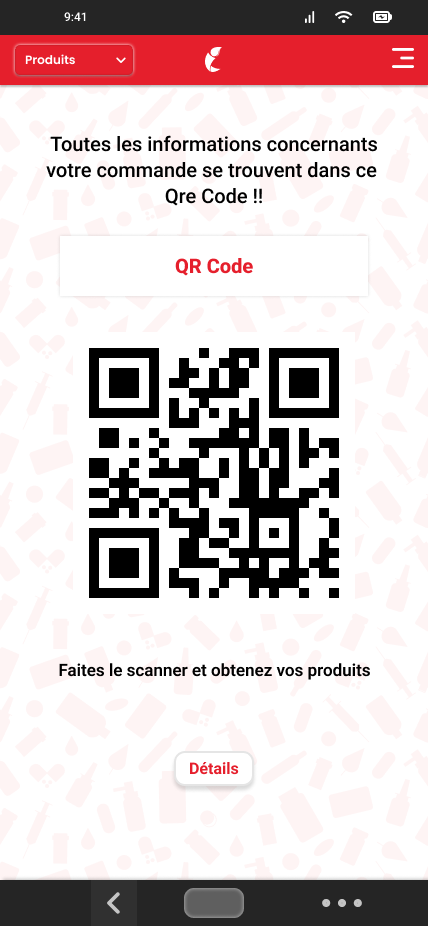 9:41
Produits
Toutes les informations concernants
votre commande se trouvent dans ce
Qre Code !!
QR Code
Faites le scanner et obtenez vos produits
Détails